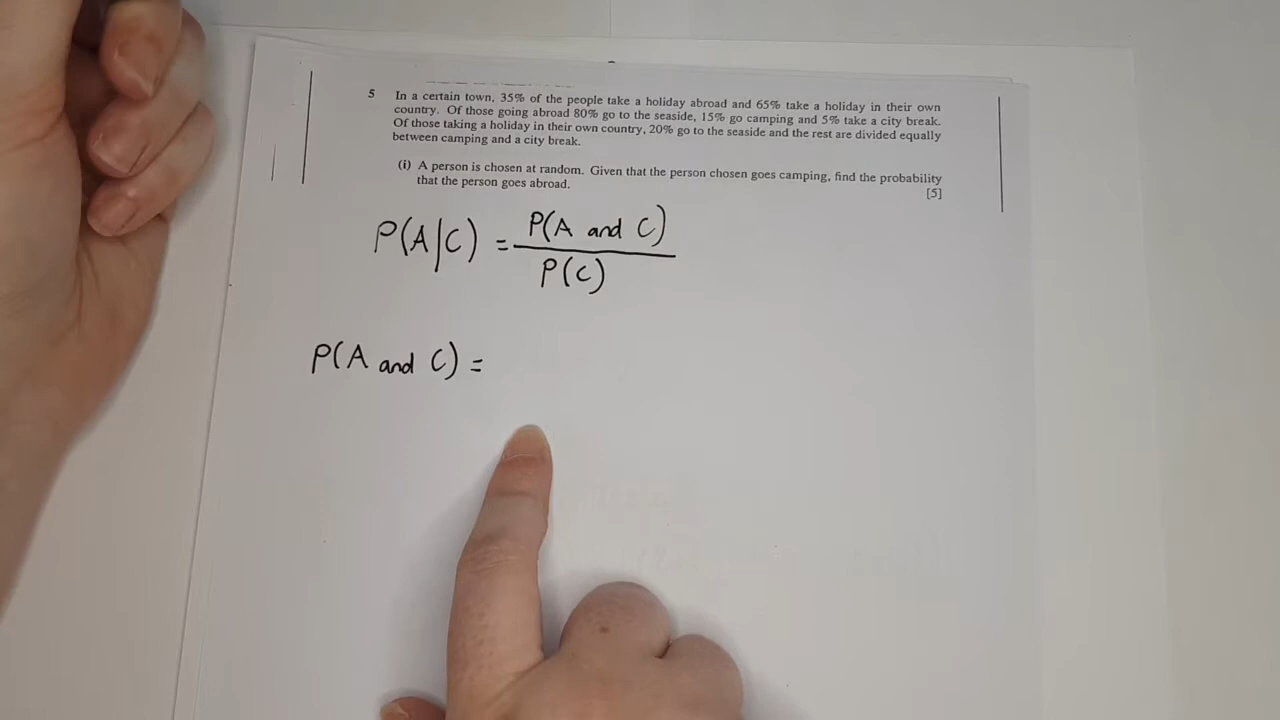 5 In a certain town, 35% of the people take a holiday abroad and 65% take a holiday in their own
country. Of those going abroad 80% go to the seaside, 15% go camping and 5% take a city break.
Of those taking a holiday in their own country, 20% go to the seaside and the rest are divided equally
between camping and a city break.
(i) A person is chosen at random. Given that the person chosen goes camping, find the probability
that the person goes abroad. [5]
P(A|C) = P(A and C)
P(C)
P(A and C) =